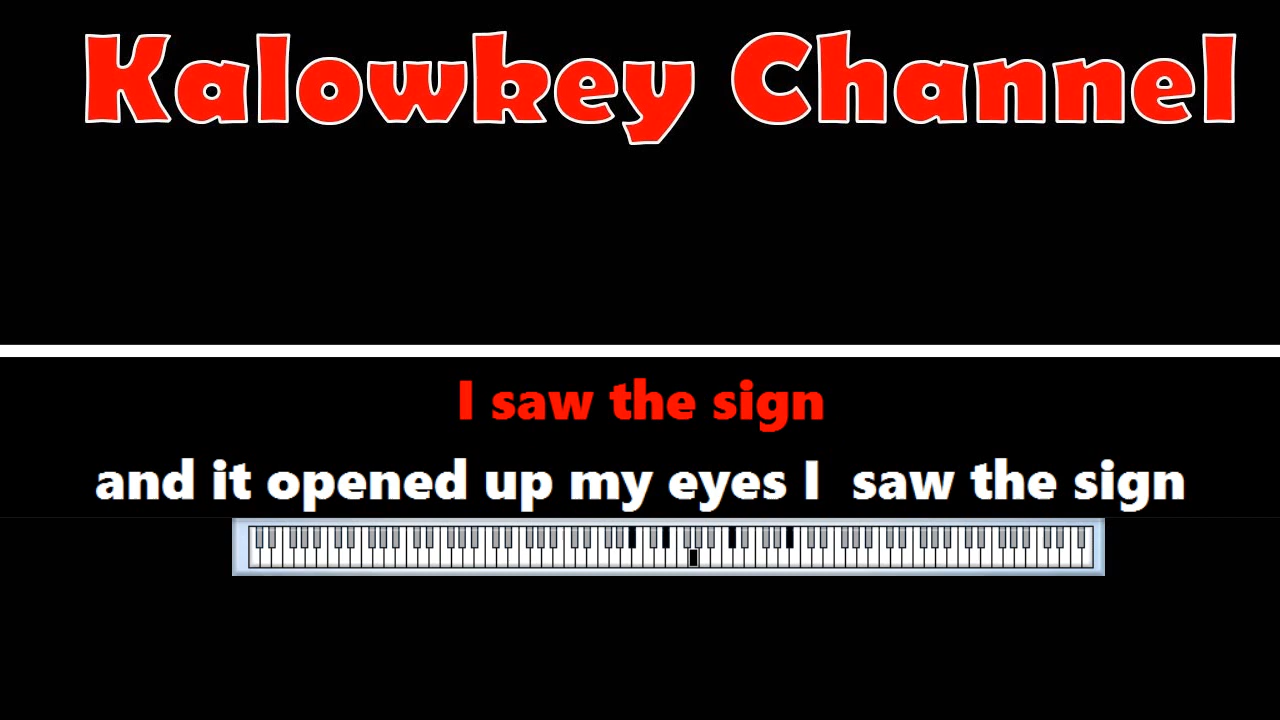 Kalowkey Channel
I saw the sign
and it opened up my eyes I  saw the sign